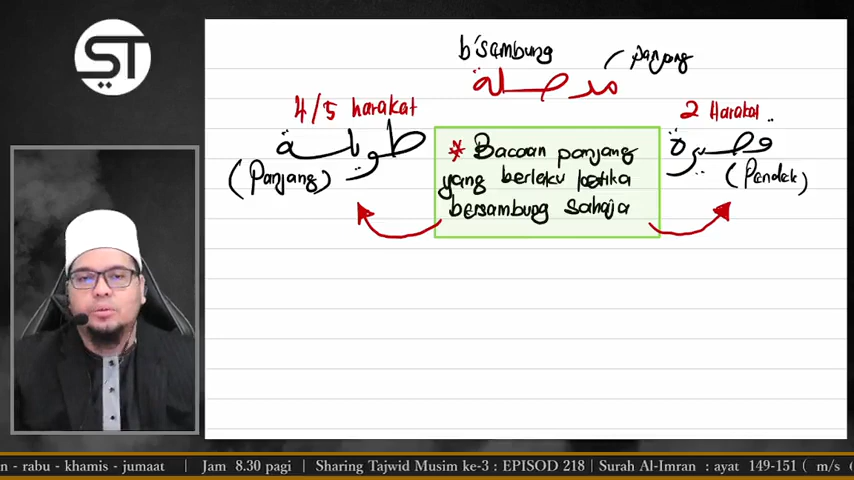 ST
b'sambung
panjang
مد صلة
4/5 harakat
2 Harakat
طويلة
قصيرة
(Panjang)
(Pendek)
* Bacaan panjang
yang berlaku ketika
bersambung sahaja
n - rabu - khamis - jumaat | Jam 8.30 pagi | Sharing Tajwid Musim ke-3 : EPISOD 218 | Surah Al-Imran : ayat 149-151 ( m/s 6